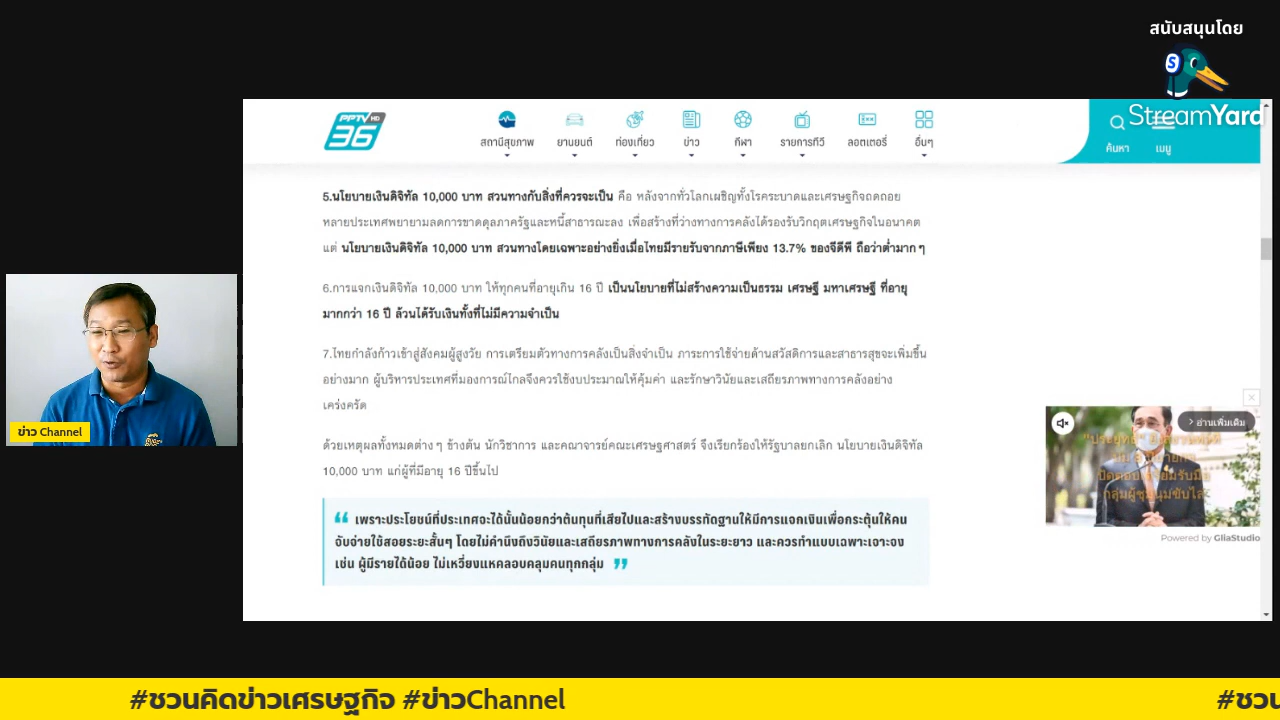 สนับสนุนโดย
S
StreamYard
PPTV HD
36
สถานีสุขภาพ
ยานยนต์
ท่องเที่ยว
ข่าว
กีฬา
รายการทีวี
ลอตเตอรี่
อื่นๆ
ค้นหา
เมนู
5.นโยบายเงินดิจิทัล 10,000 บาท สวนทางกับสิ่งที่ควรจะเป็น คือ หลังจากทั่วโลกเผชิญทั้งโรคระบาดและเศรษฐกิจถดถอย
หลายประเทศพยายามลดการขาดดุลภาครัฐและหนี้สาธารณะลง เพื่อสร้างที่ว่างทางการคลังได้รองรับวิกฤตเศรษฐกิจในอนาคต
แต่ นโยบายเงินดิจิทัล 10,000 บาท สวนทางโดยเฉพาะอย่างยิ่งเมื่อไทยมีรายรับจากภาษีเพียง 13.7% ของจีดีพี ถือว่าต่ำมาก ๆ
6.การแจกเงินดิจิทัล 10,000 บาท ให้ทุกคนที่อายุเกิน 16 ปี เป็นนโยบายที่ไม่สร้างความเป็นธรรม เศรษฐี มหาเศรษฐี ที่อายุ
มากกว่า 16 ปี ล้วนได้รับเงินทั้งที่ไม่มีความจำเป็น
7.ไทยกำลังก้าวเข้าสู่สังคมผู้สูงวัย การเตรียมตัวทางการคลังเป็นสิ่งจำเป็น ภาระการใช้จ่ายด้านสวัสดิการและสาธารสุขจะเพิ่มขึ้น
อย่างมาก ผู้บริหารประเทศที่มองการณ์ไกลจึงควรใช้งบประมาณให้คุ้มค่า และรักษาวินัยและเสถียรภาพทางการคลังอย่าง
เคร่งครัด
ด้วยเหตุผลทั้งหมดต่าง ๆ ข้างต้น นักวิชาการ และคณาจารย์คณะเศรษฐศาสตร์ จึงเรียกร้องให้รัฐบาลยกเลิก นโยบายเงินดิจิทัล
10,000 บาท แก่ผู้ที่มีอายุ 16 ปีขึ้นไป
“ เพราะประโยชน์ที่ประเทศจะได้นั้นน้อยกว่าต้นทุนที่เสียไปและสร้างบรรทัดฐานให้มีการแจกเงินเพื่อกระตุ้นให้คน
จับจ่ายใช้สอยระยะสั้นๆ โดยไม่คำนึงถึงวินัยและเสถียรภาพทางการคลังในระยะยาว และควรทำแบบเฉพาะเจาะจง
เช่น ผู้มีรายได้น้อย ไม่เหวี่ยงแหคลอบคลุมคนทุกกลุ่ม ”
อ่านเพิ่มเติม
Powered by GliaStudio
ข่าว Channel
#ชวนคิดข่าวเศรษฐกิจ #ข่าวChannel
#ชวน